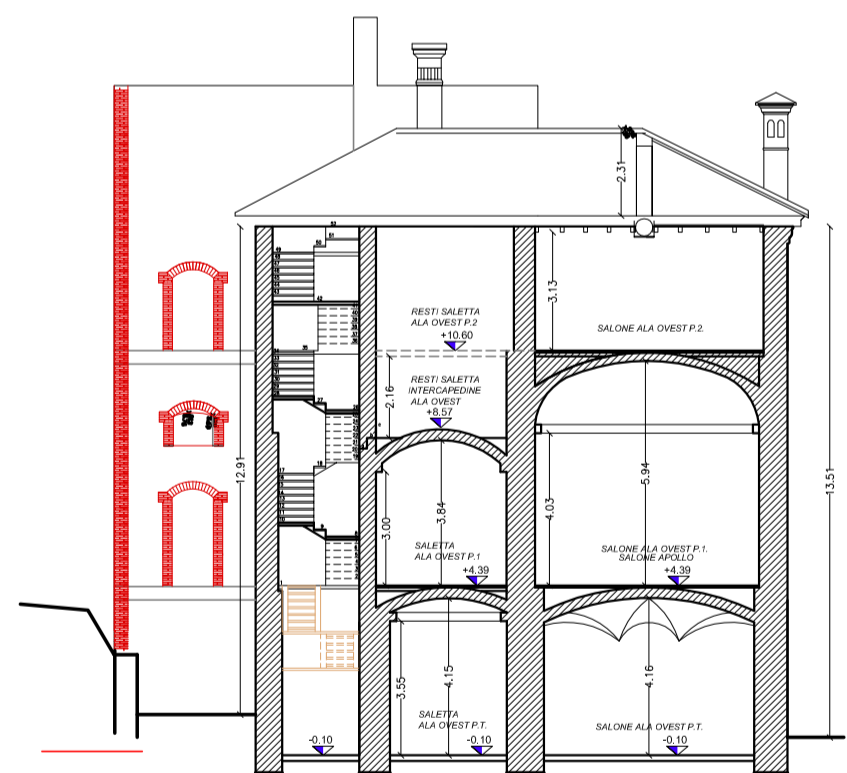 2.31
RESTI SALETTA
ALA OVEST P.2
+10.60
3.13
SALONE ALA OVEST P.2.
RESTI SALETTA
INTERCAPEDINE
ALA OVEST
+8.57
2.16
12.91
13.51
3.00
3.84
4.03
5.94
SALETTA
ALA OVEST P.1
+4.39
SALONE ALA OVEST P.1.
SALONE APOLLO
+4.39
3.55
4.15
4.16
SALETTA
ALA OVEST P.T.
SALONE ALA OVEST P.T.
-0.10
-0.10
-0.10